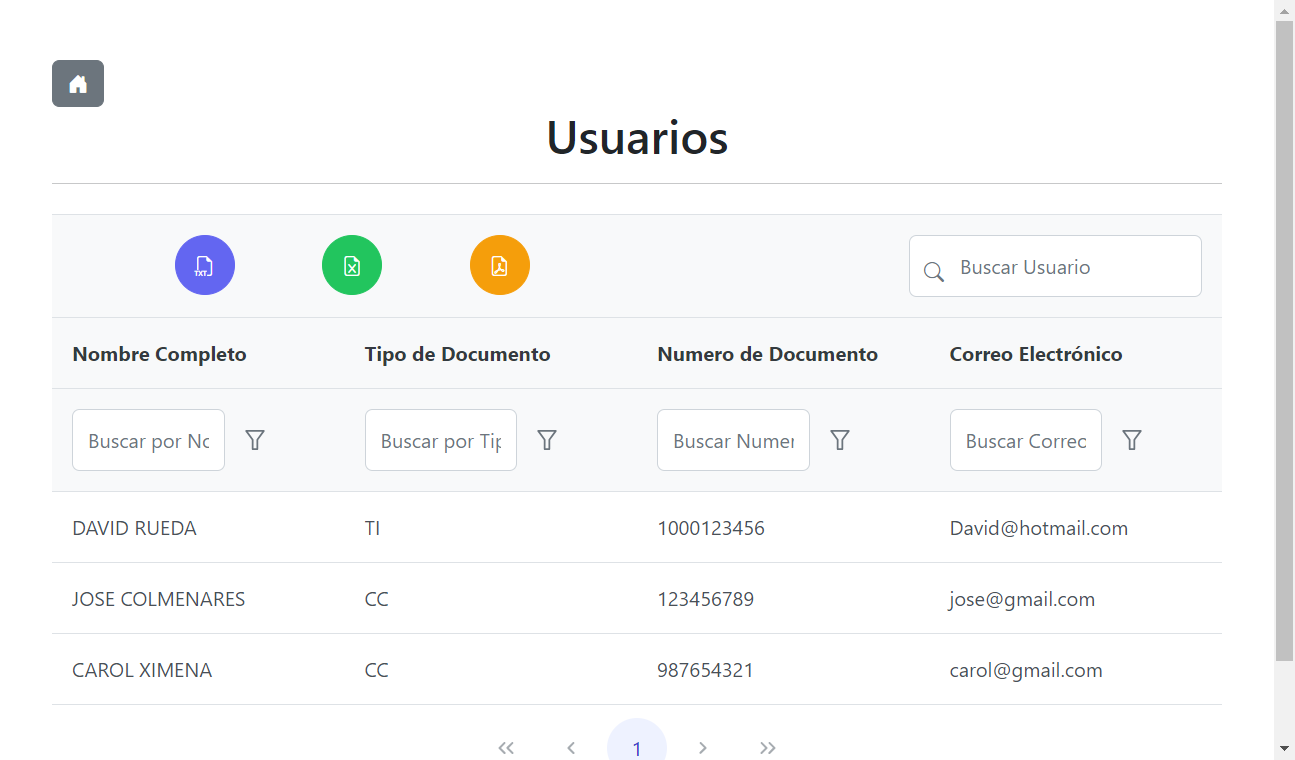 Usuarios
TXT
Buscar Usuario
Nombre Completo Tipo de Documento Numero de Documento Correo Electrónico
Buscar por No Buscar por Tip Buscar Numer Buscar Correc
DAVID RUEDA TI 1000123456 David@hotmail.com
JOSE COLMENARES CC 123456789 jose@gmail.com
CAROL XIMENA CC 987654321 carol@gmail.com
1